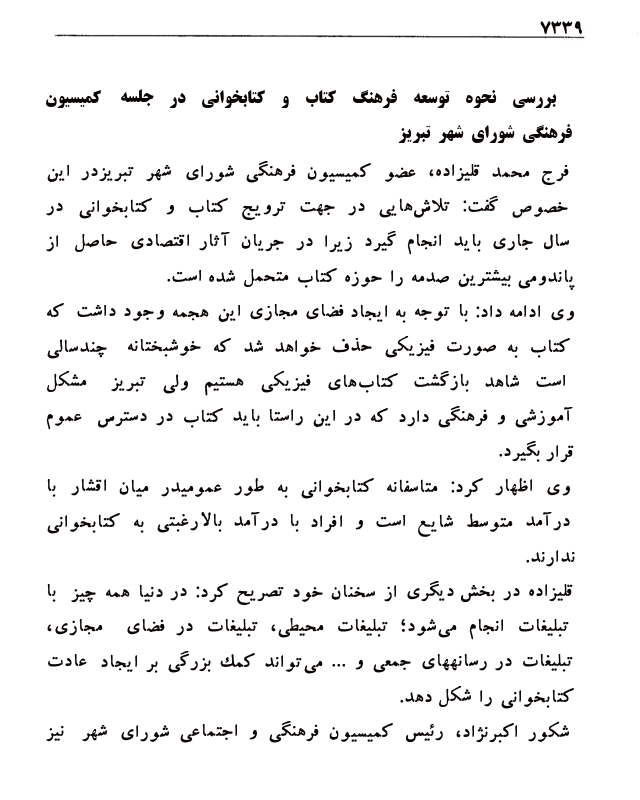 ۷۳۳۹
بررسی نحوه توسعه فرهنگ کتاب و کتابخوانی در جلسه کمیسیون
فرهنگی شورای شهر تبریز
فرج محمد قلیزاده، عضو کمیسیون فرهنگی شورای شهر تبریزدر این
خصوص گفت: تلاش‌هایی در جهت ترویج کتاب و کتابخوانی در
سال جاری باید انجام گیرد زیرا در جریان آثار اقتصادی حاصل از
پاندومی بیشترین صدمه را حوزه کتاب متحمل شده است.
وی ادامه داد: با توجه به ایجاد فضای مجازی این هجمه وجود داشت که
کتاب به صورت فیزیکی حذف خواهد شد که خوشبختانه چندسالی
است شاهد بازگشت کتاب‌های فیزیکی هستیم ولی تبریز مشکل
آموزشی و فرهنگی دارد که در این راستا باید کتاب در دسترس عموم
قرار بگیرد.
وی اظهار کرد: متاسفانه کتابخوانی به طور عمومیدر میان اقشار با
درآمد متوسط شایع است و افراد با درآمد بالارغبتی به کتابخوانی
ندارند.
قلیزاده در بخش دیگری از سخنان خود تصریح کرد: در دنیا همه چیز با
تبلیغات انجام می‌شود؛ تبلیغات محیطی، تبلیغات در فضای مجازی،
تبلیغات در رسانههای جمعی و ... می‌تواند کمك بزرگی بر ایجاد عادت
کتابخوانی را شکل دهد.
شکور اکبرنژاد، رئیس کمیسیون فرهنگی و اجتماعی شورای شهر نیز